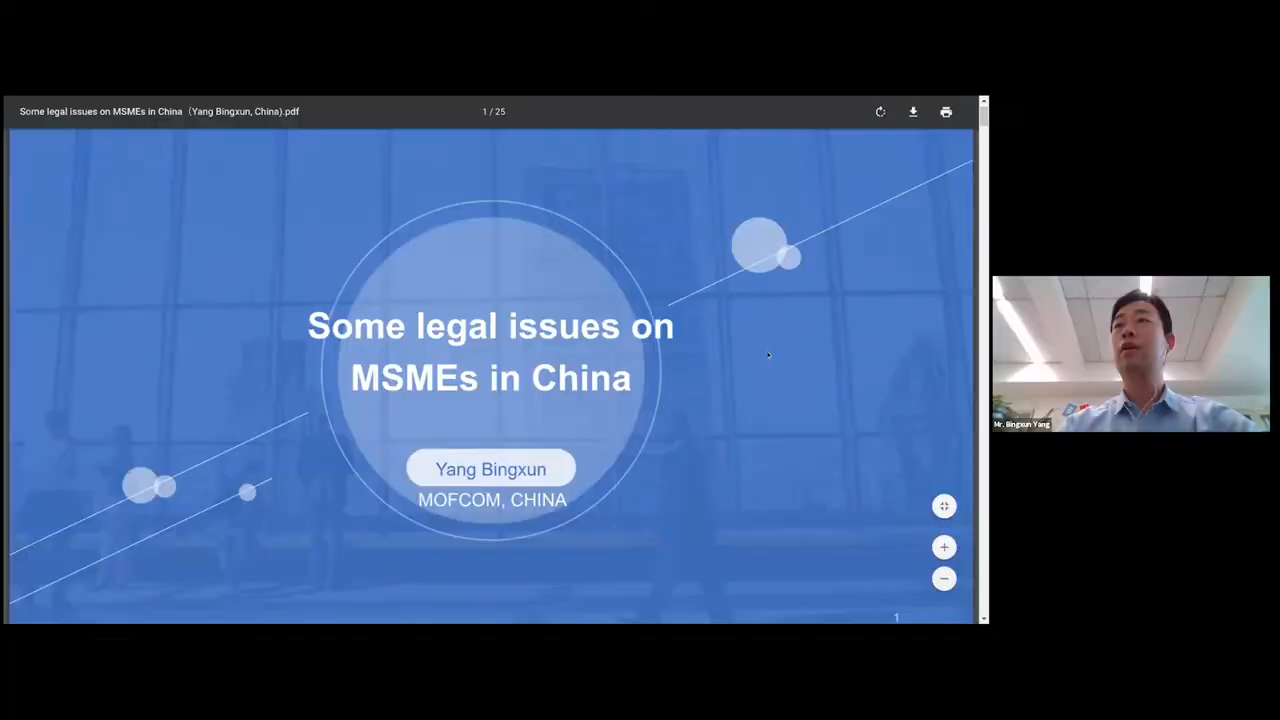 Some legal issues on MSMEs in China（Yang Bingxun, China).pdf
1 / 25
Some legal issues on
MSMEs in China
Yang Bingxun
MOFCOM, CHINA
1
Mr. Bingxun Yang